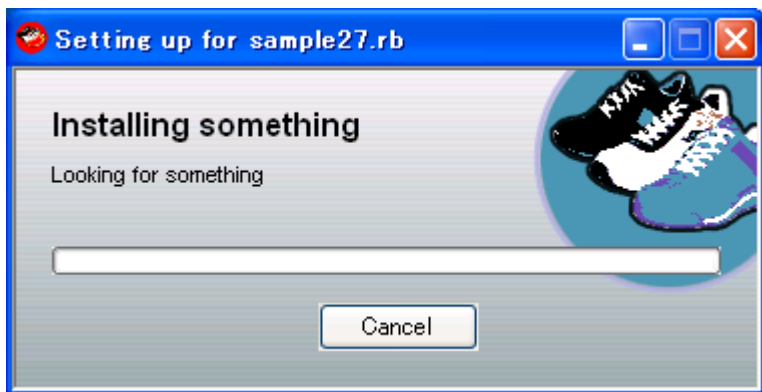 Setting up for sample27.rb
Installing something
Looking for something
Cancel